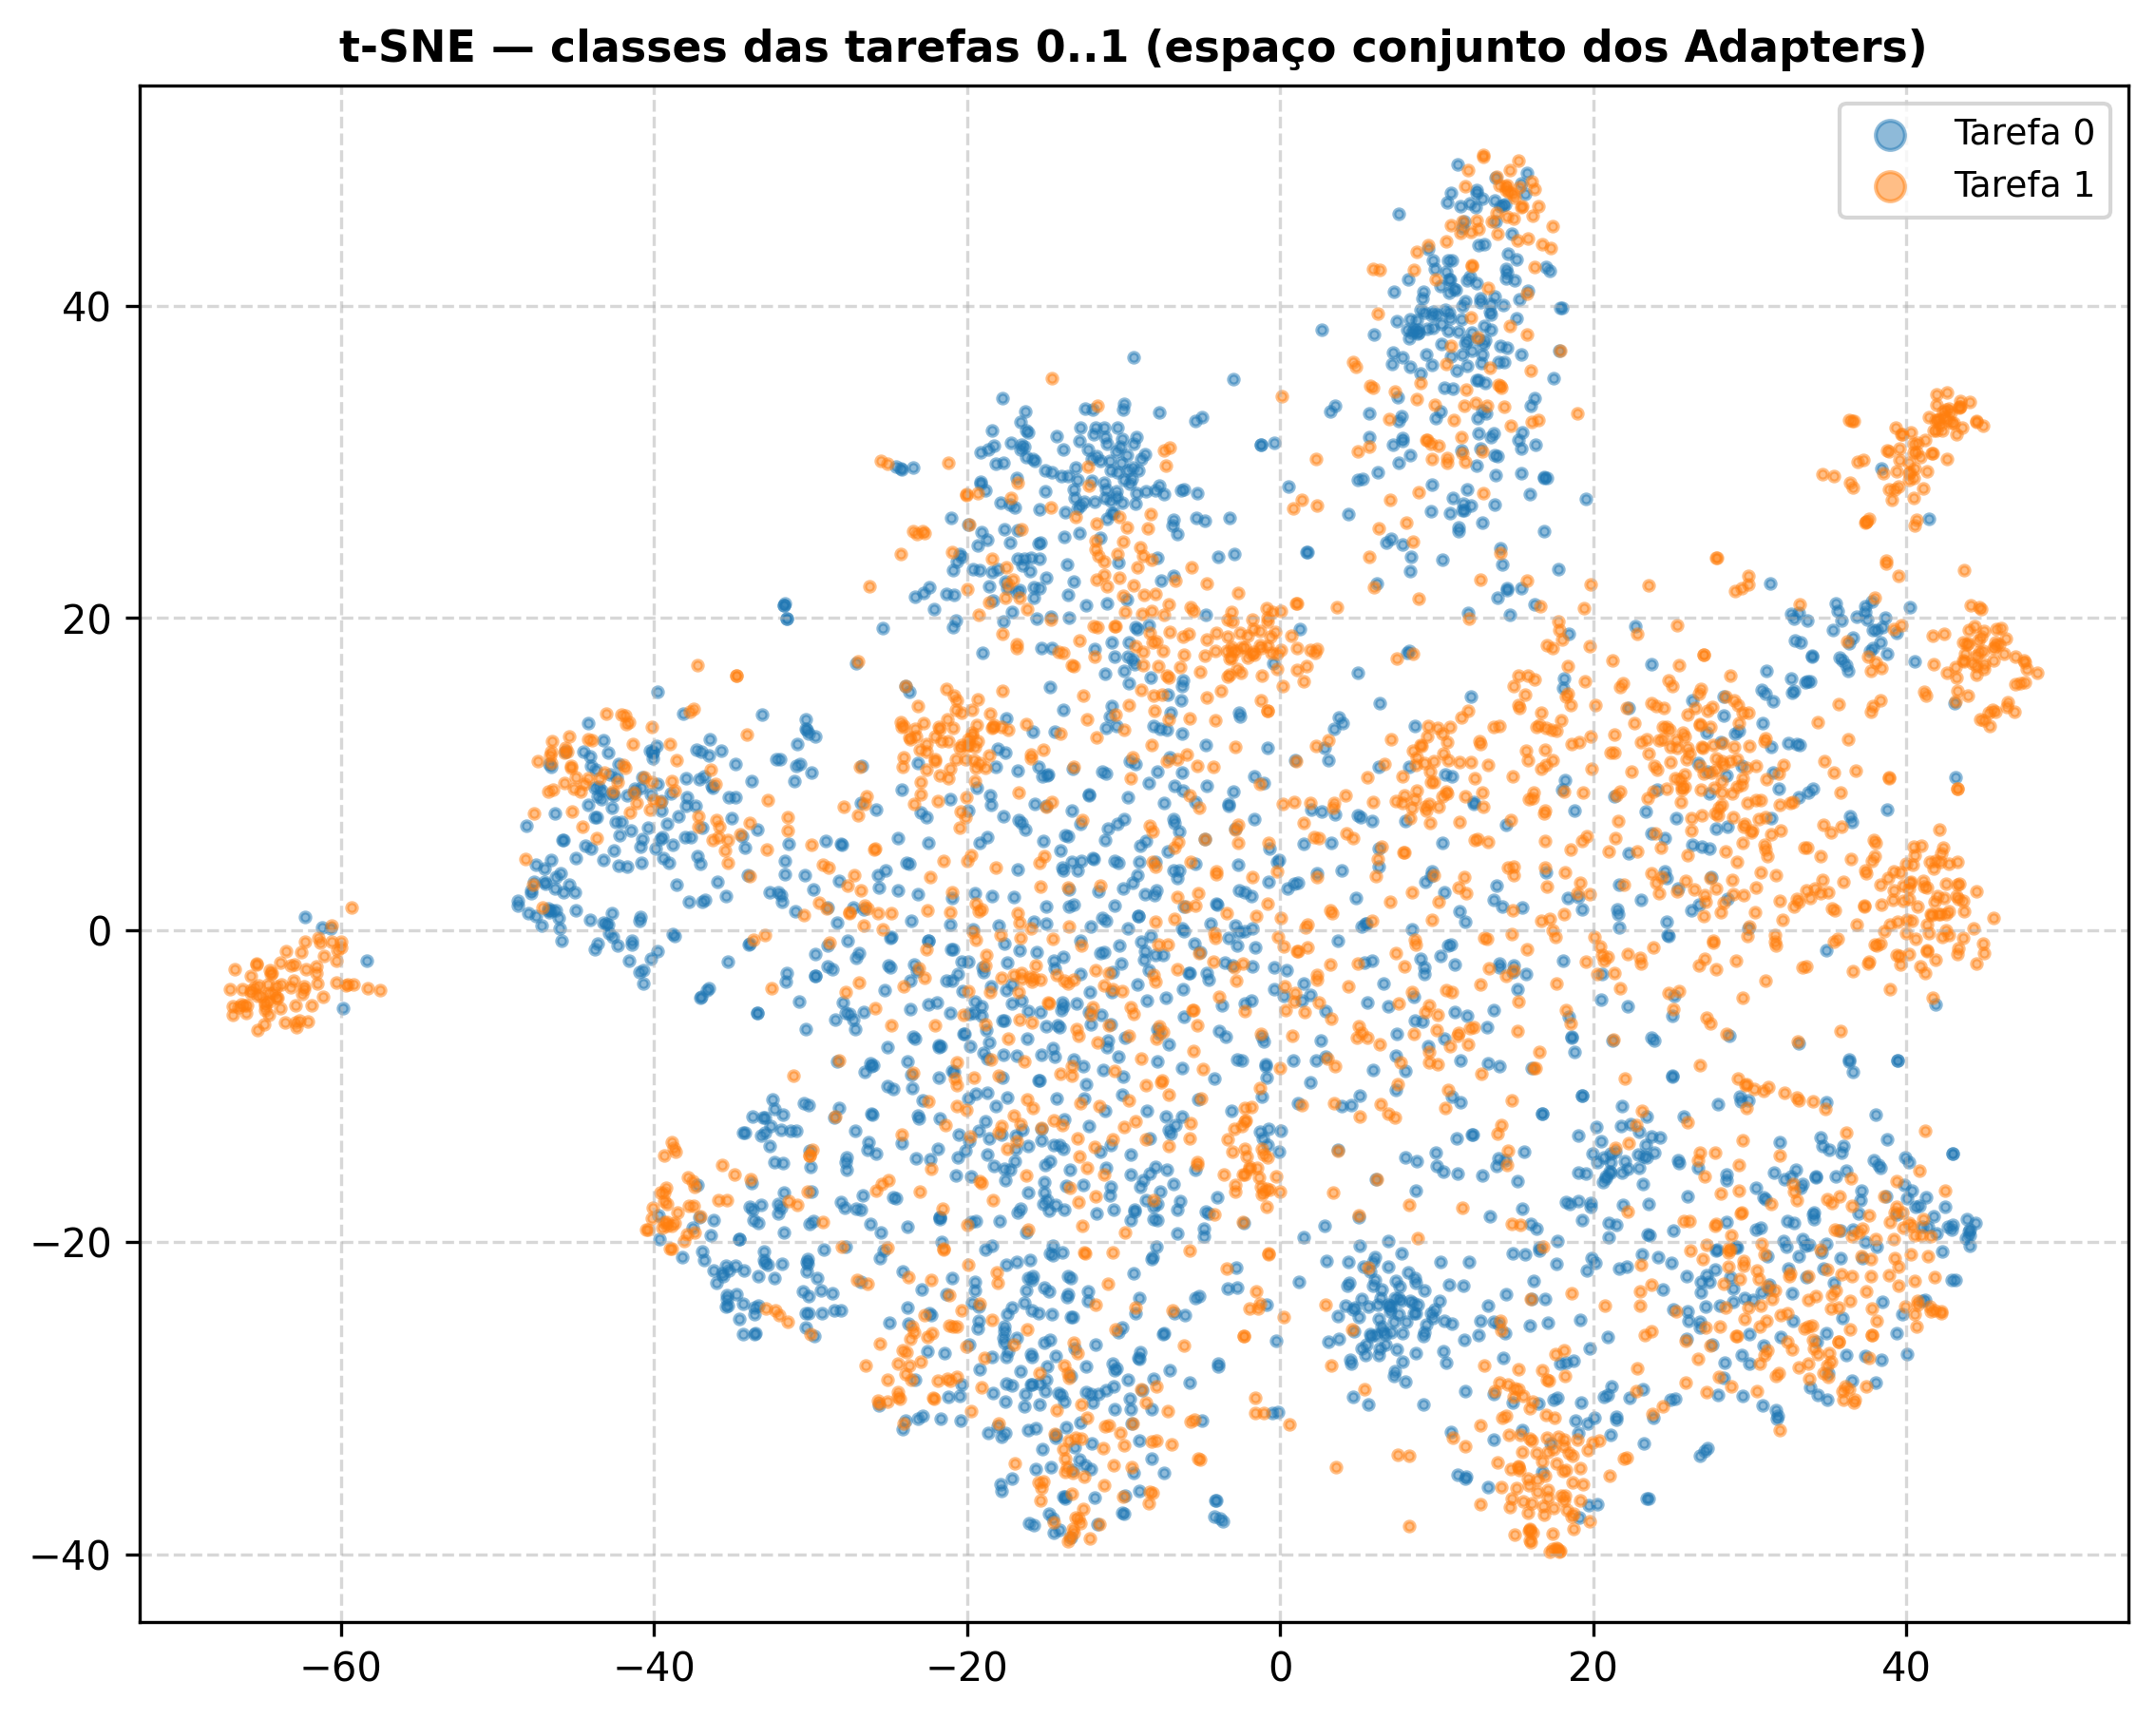 t-SNE — classes das tarefas 0..1 (espaço conjunto dos Adapters)
Tarefa 0
Tarefa 1
40
20
0
−20
−40
−60 −40 −20 0 20 40